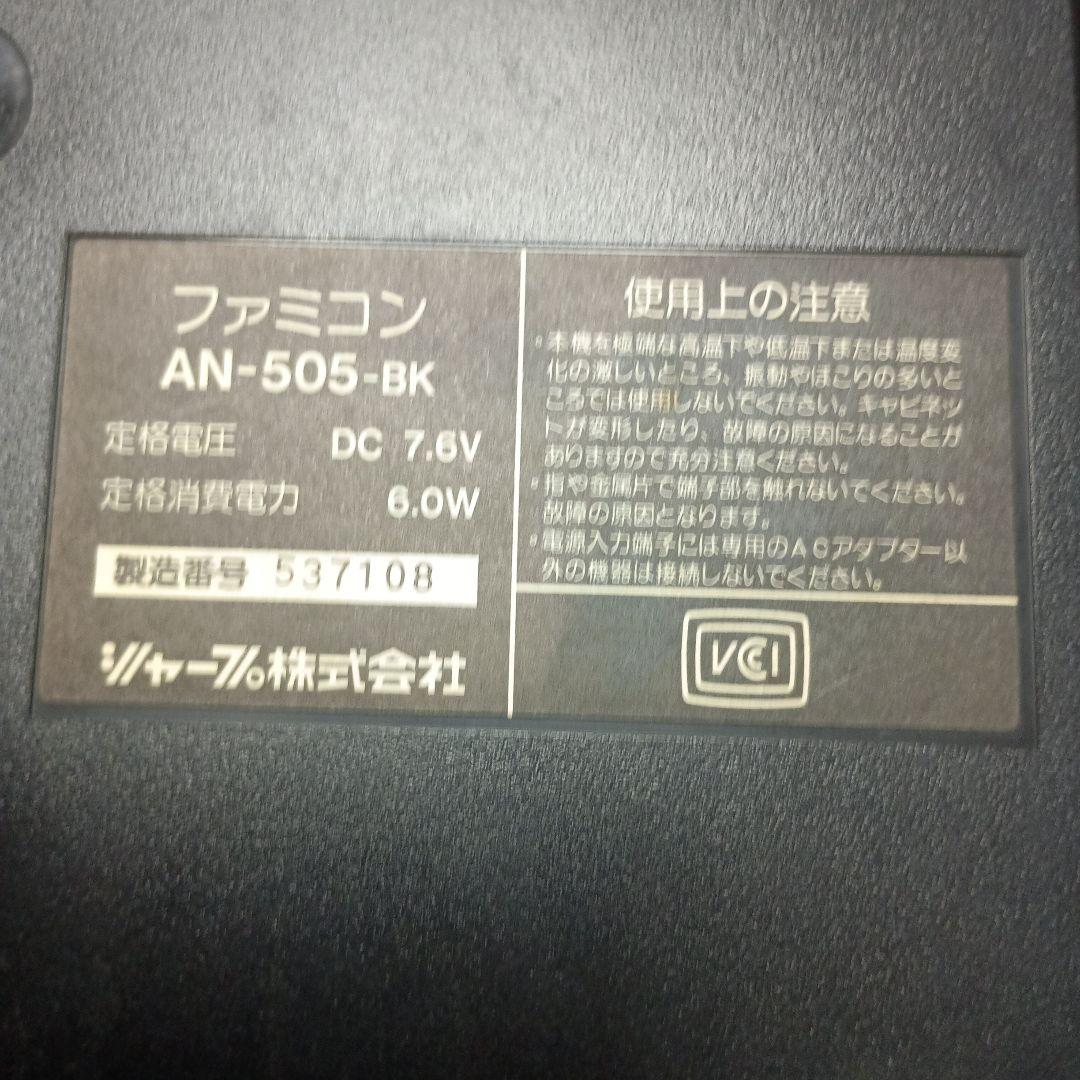 ファミコン
AN-505-BK
定格電圧 DC 7.6V
定格消費電力 6.0W
製造番号 537108
シャープ株式会社
使用上の注意
・本機を極端な高温下や低温下または温度変
化の激しいところ、振動やほこりの多いと
ころでは使用しないでください。キャビネッ
トが変形したり、故障の原因になることが
ありますので充分注意ください。
・指や金属片で端子部を触れないでください。
故障の原因となります。
・電源入力端子には専用のACアダプター以
外の機器は接続しないでください。
VCCI